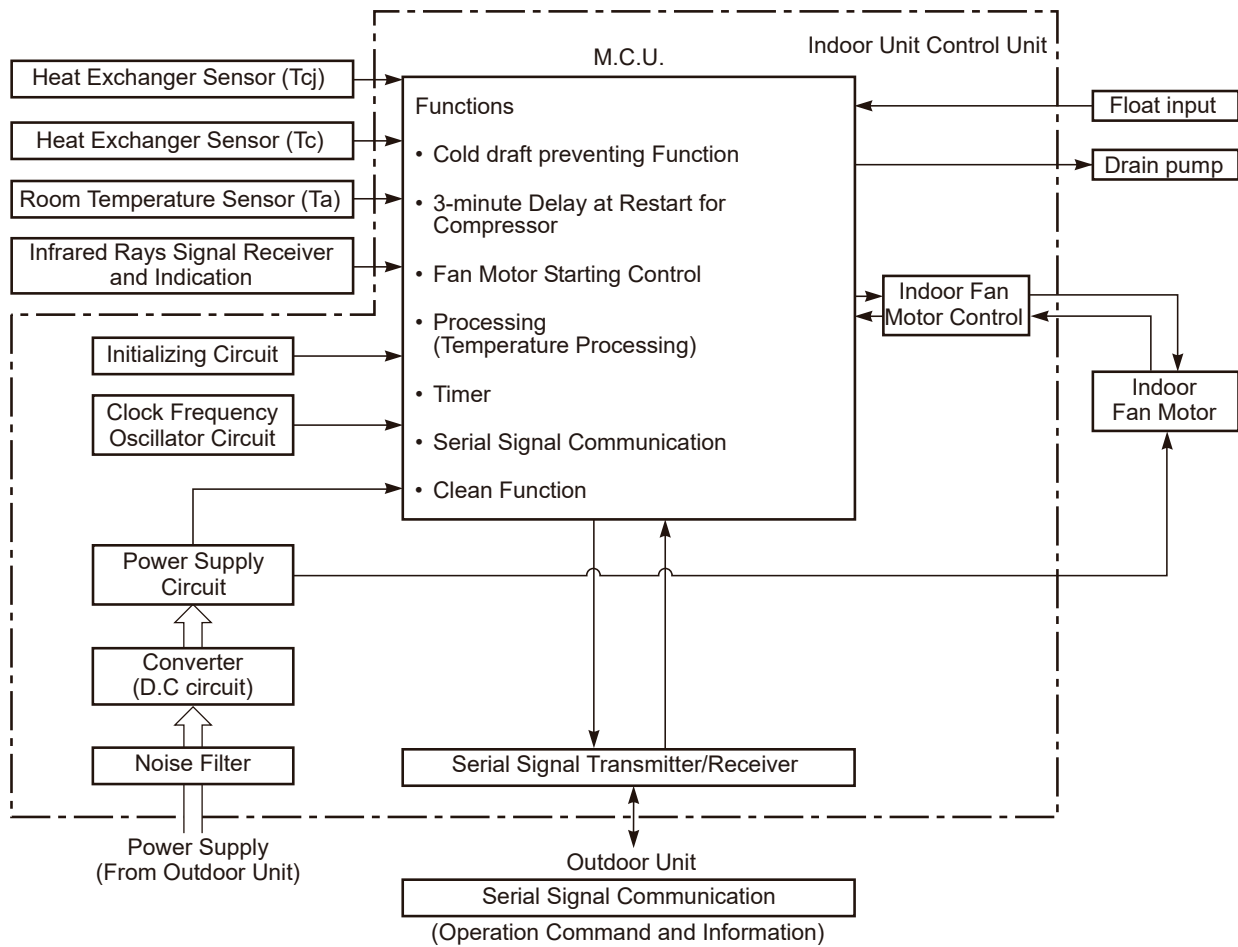 Indoor Unit Control Unit
M.C.U.
Heat Exchanger Sensor (Tcj)
Heat Exchanger Sensor (Tc)
Room Temperature Sensor (Ta)
Infrared Rays Signal Receiver
and Indication
Initializing Circuit
Clock Frequency
Oscillator Circuit
Power Supply
Circuit
Converter
(D.C circuit)
Noise Filter
Power Supply
(From Outdoor Unit)
Functions
• Cold draft preventing Function
• 3-minute Delay at Restart for
Compressor
• Fan Motor Starting Control
• Processing
(Temperature Processing)
• Timer
• Serial Signal Communication
• Clean Function
Float input
Drain pump
Indoor Fan
Motor Control
Indoor
Fan Motor
Serial Signal Transmitter/Receiver
Outdoor Unit
Serial Signal Communication
(Operation Command and Information)